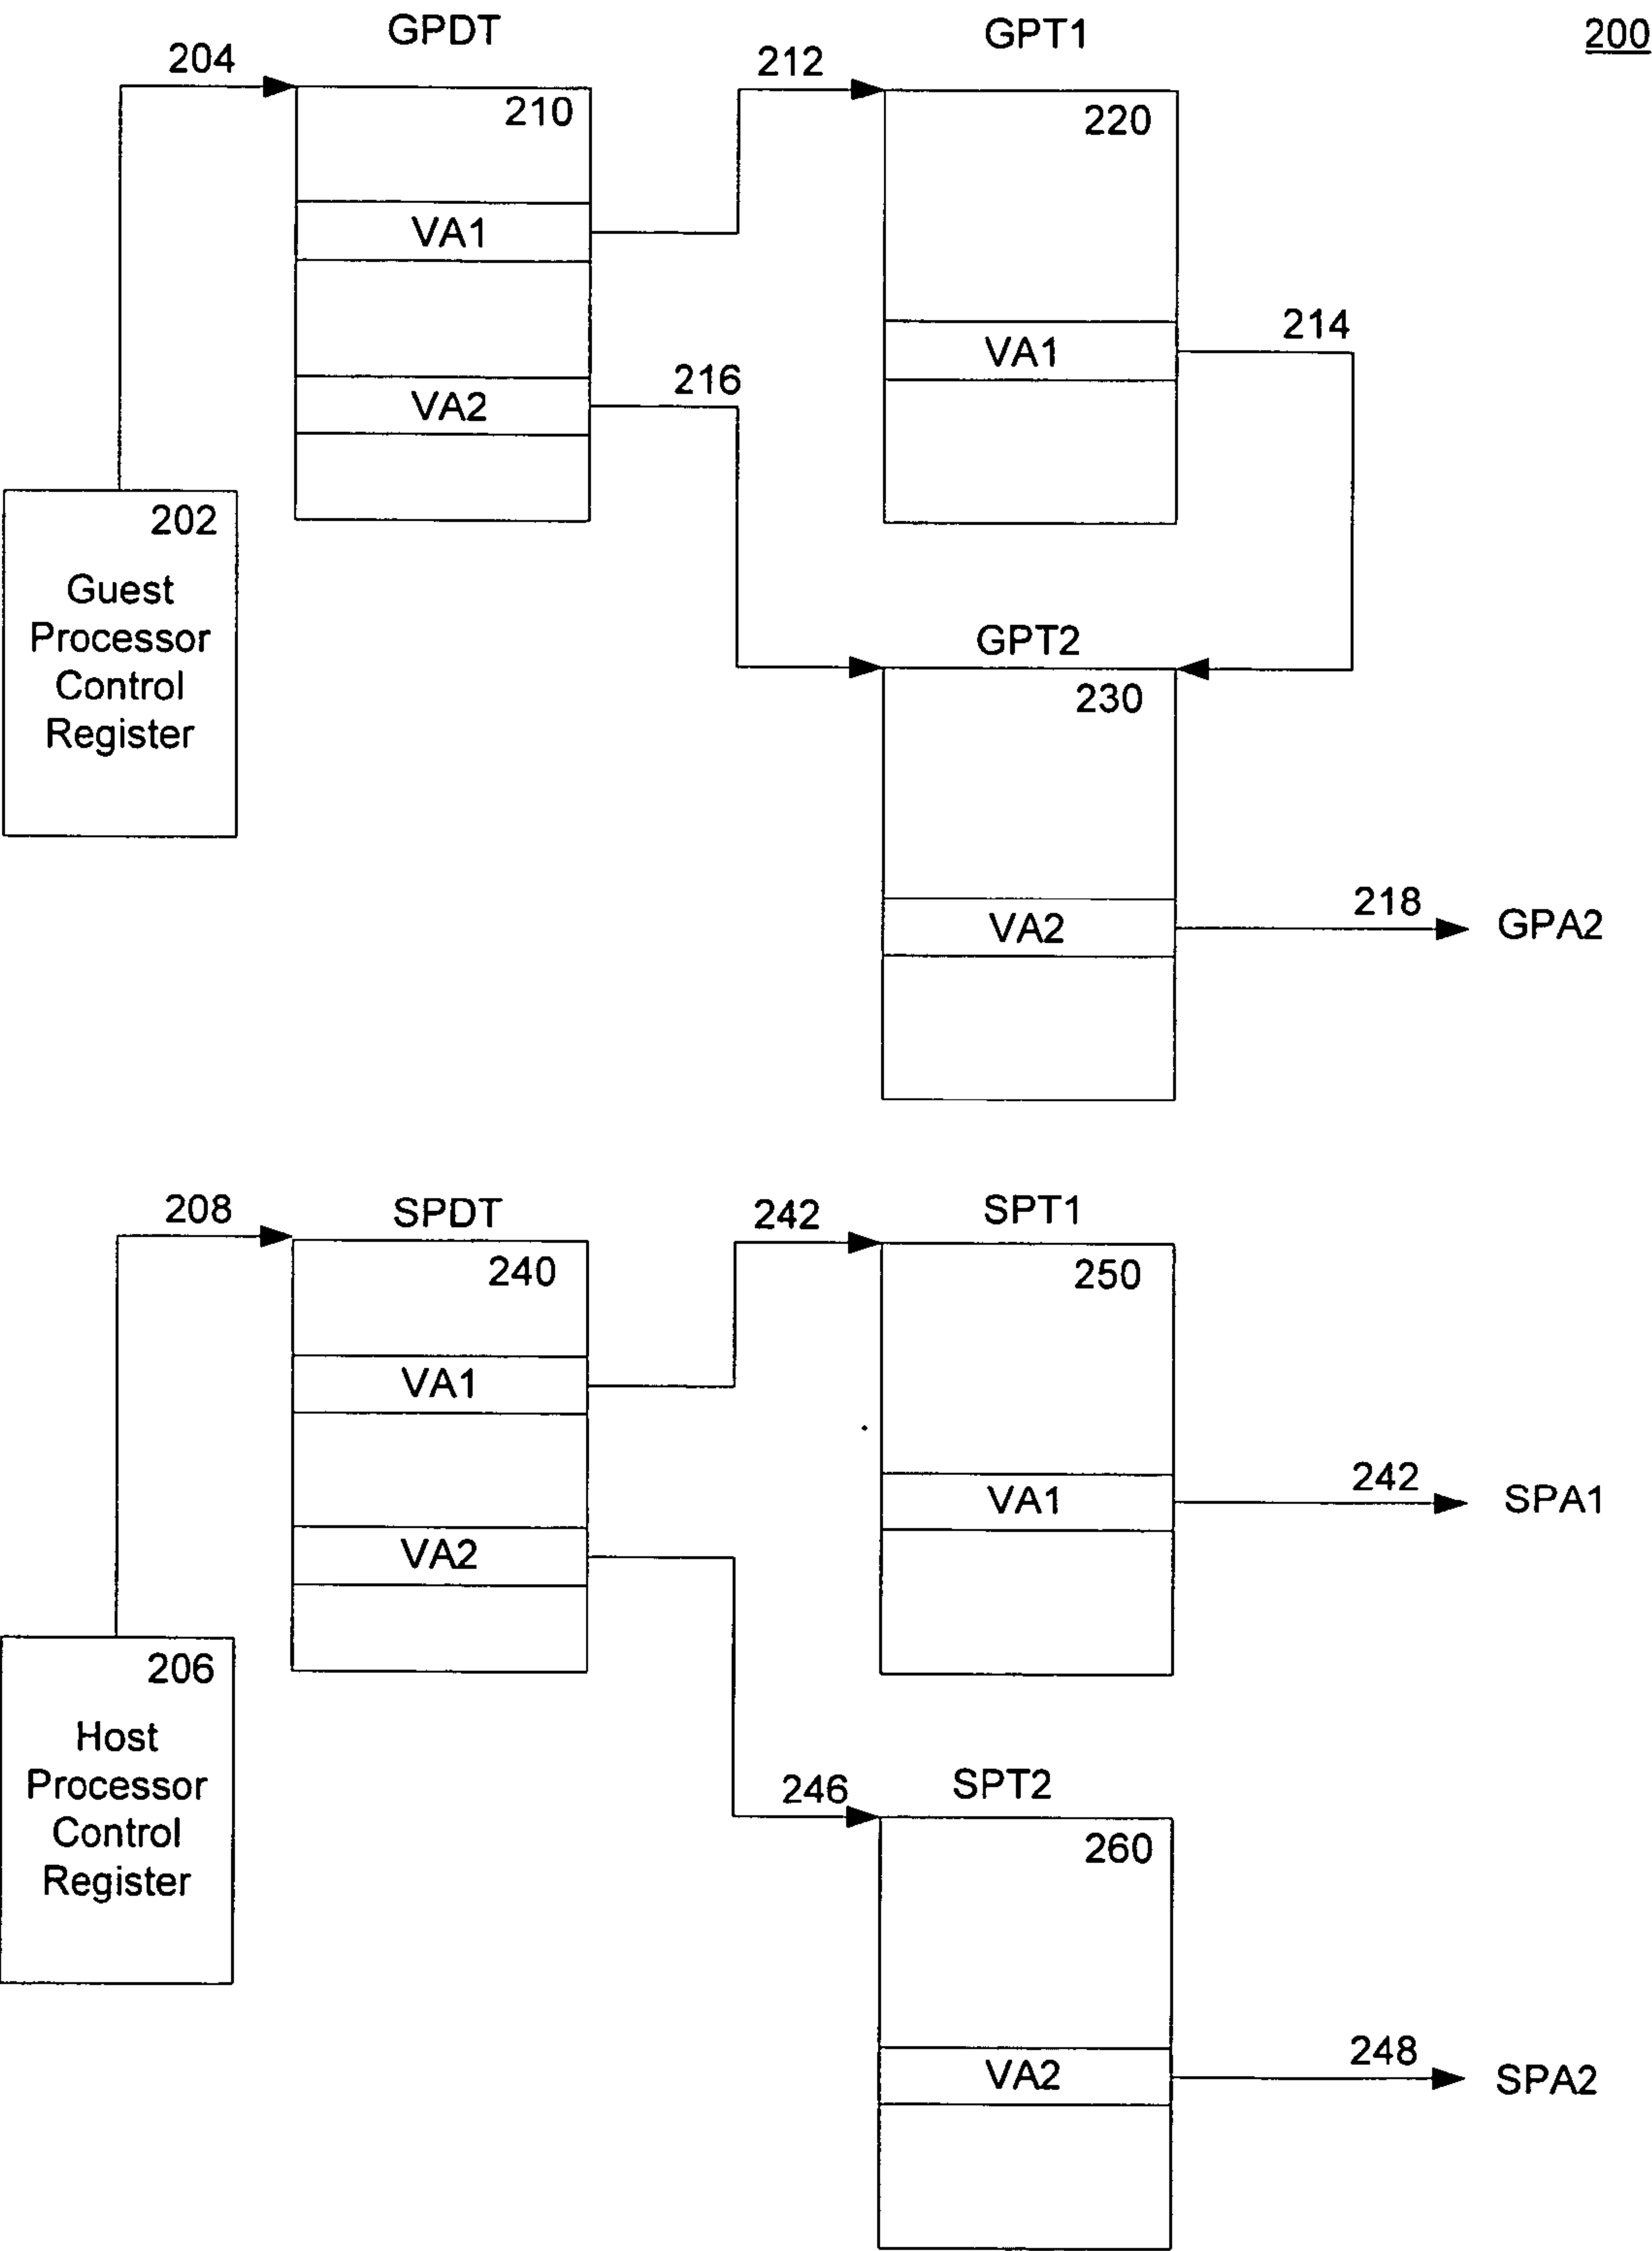 200
GPDT
GPT1
204
212
210
220
VA1
214
VA1
216
VA2
202
Guest
Processor
Control
Register
GPT2
230
218
VA2
GPA2
208
SPDT
242
SPT1
240
250
VA1
242
VA1
SPA1
VA2
206
Host
Processor
Control
Register
246
SPT2
260
248
VA2
SPA2